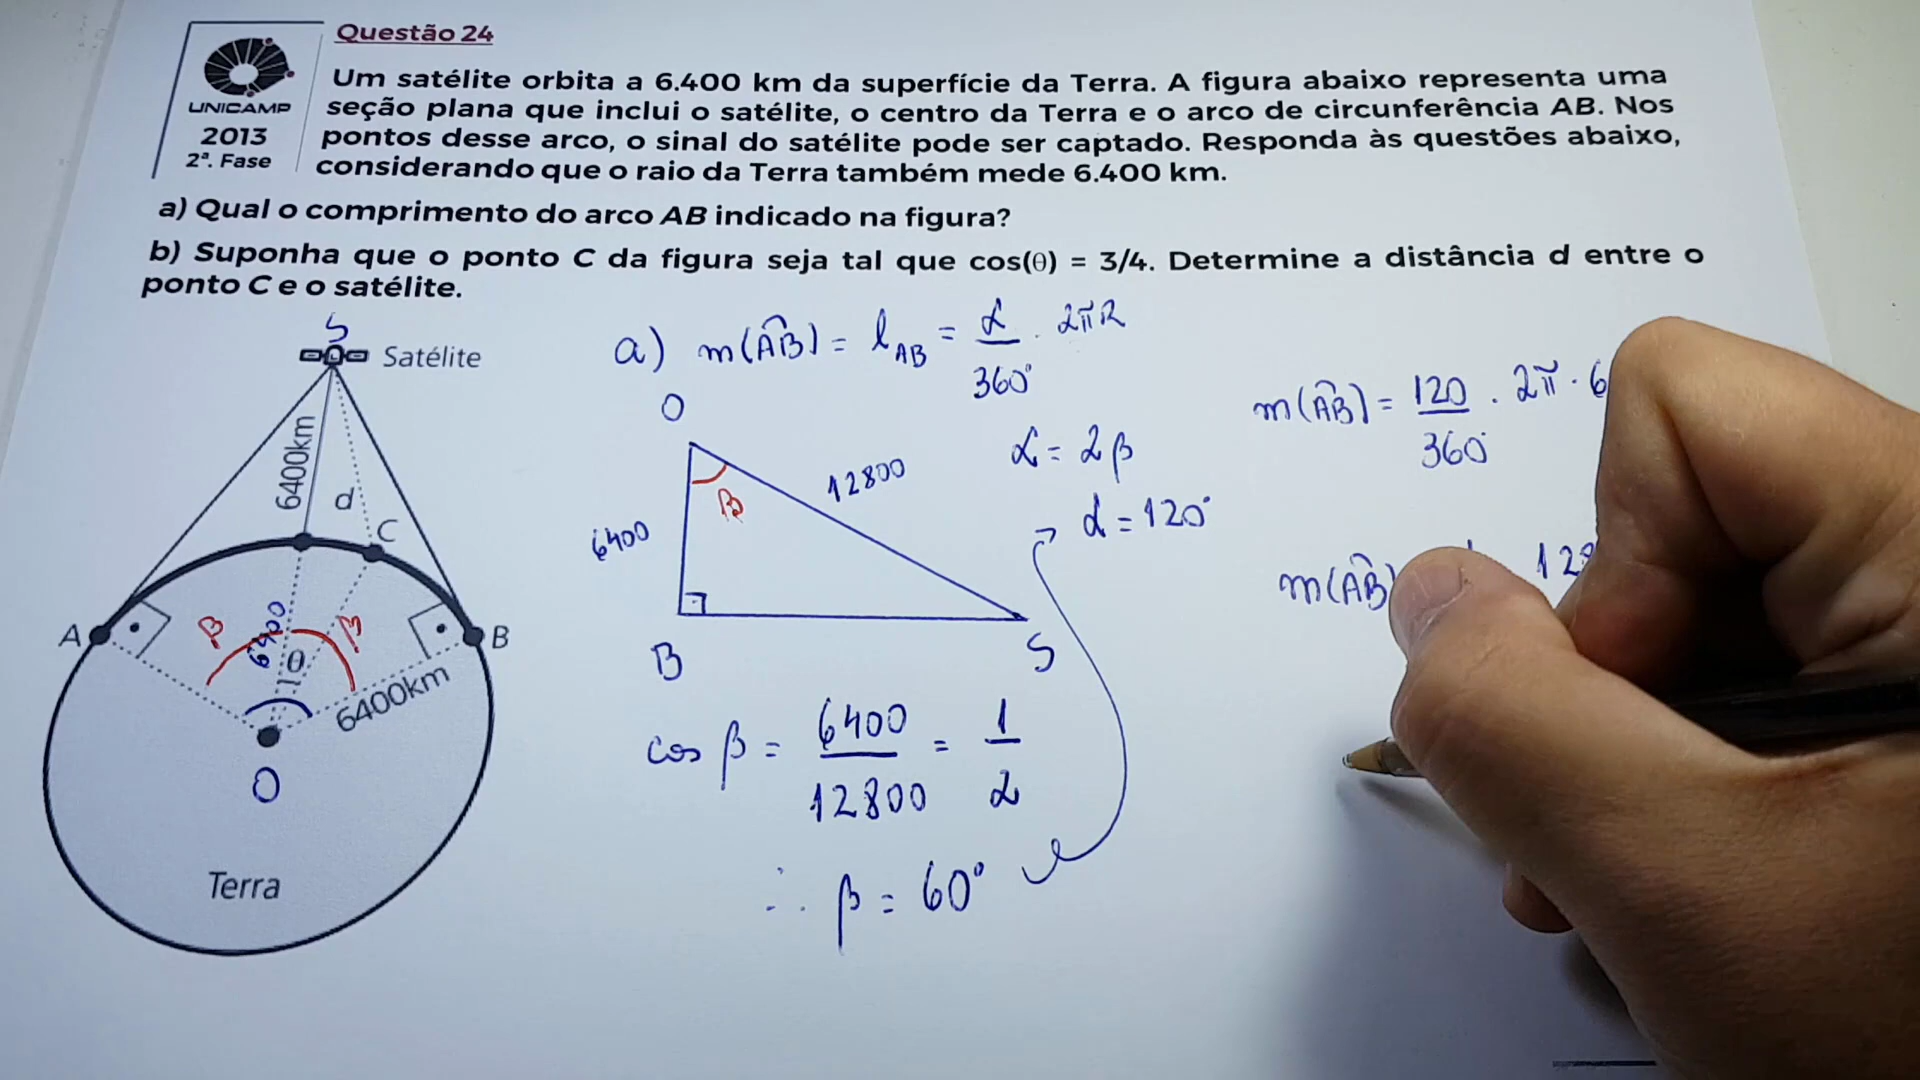 Questão 24
UNICAMP
2013
2ª. Fase
Um satélite orbita a 6.400 km da superfície da Terra. A figura abaixo representa uma
seção plana que inclui o satélite, o centro da Terra e o arco de circunferência AB. Nos
pontos desse arco, o sinal do satélite pode ser captado. Responda às questões abaixo,
considerando que o raio da Terra também mede 6.400 km.
a) Qual o comprimento do arco AB indicado na figura?
b) Suponha que o ponto C da figura seja tal que cos(θ) = 3/4. Determine a distância d entre o
ponto C e o satélite.
S
Satélite
6400km
d
C
A
B
β
6400
β
θ
6400km
O
Terra
a) m(AB) = l AB = α/360° · 2πR
O
β
6400
12800
B
S
α = 2β
α = 120°
cos β = 6400/12800 = 1/2
∴ β = 60°
m(AB) = 120/360° · 2π · 6
m(AB)